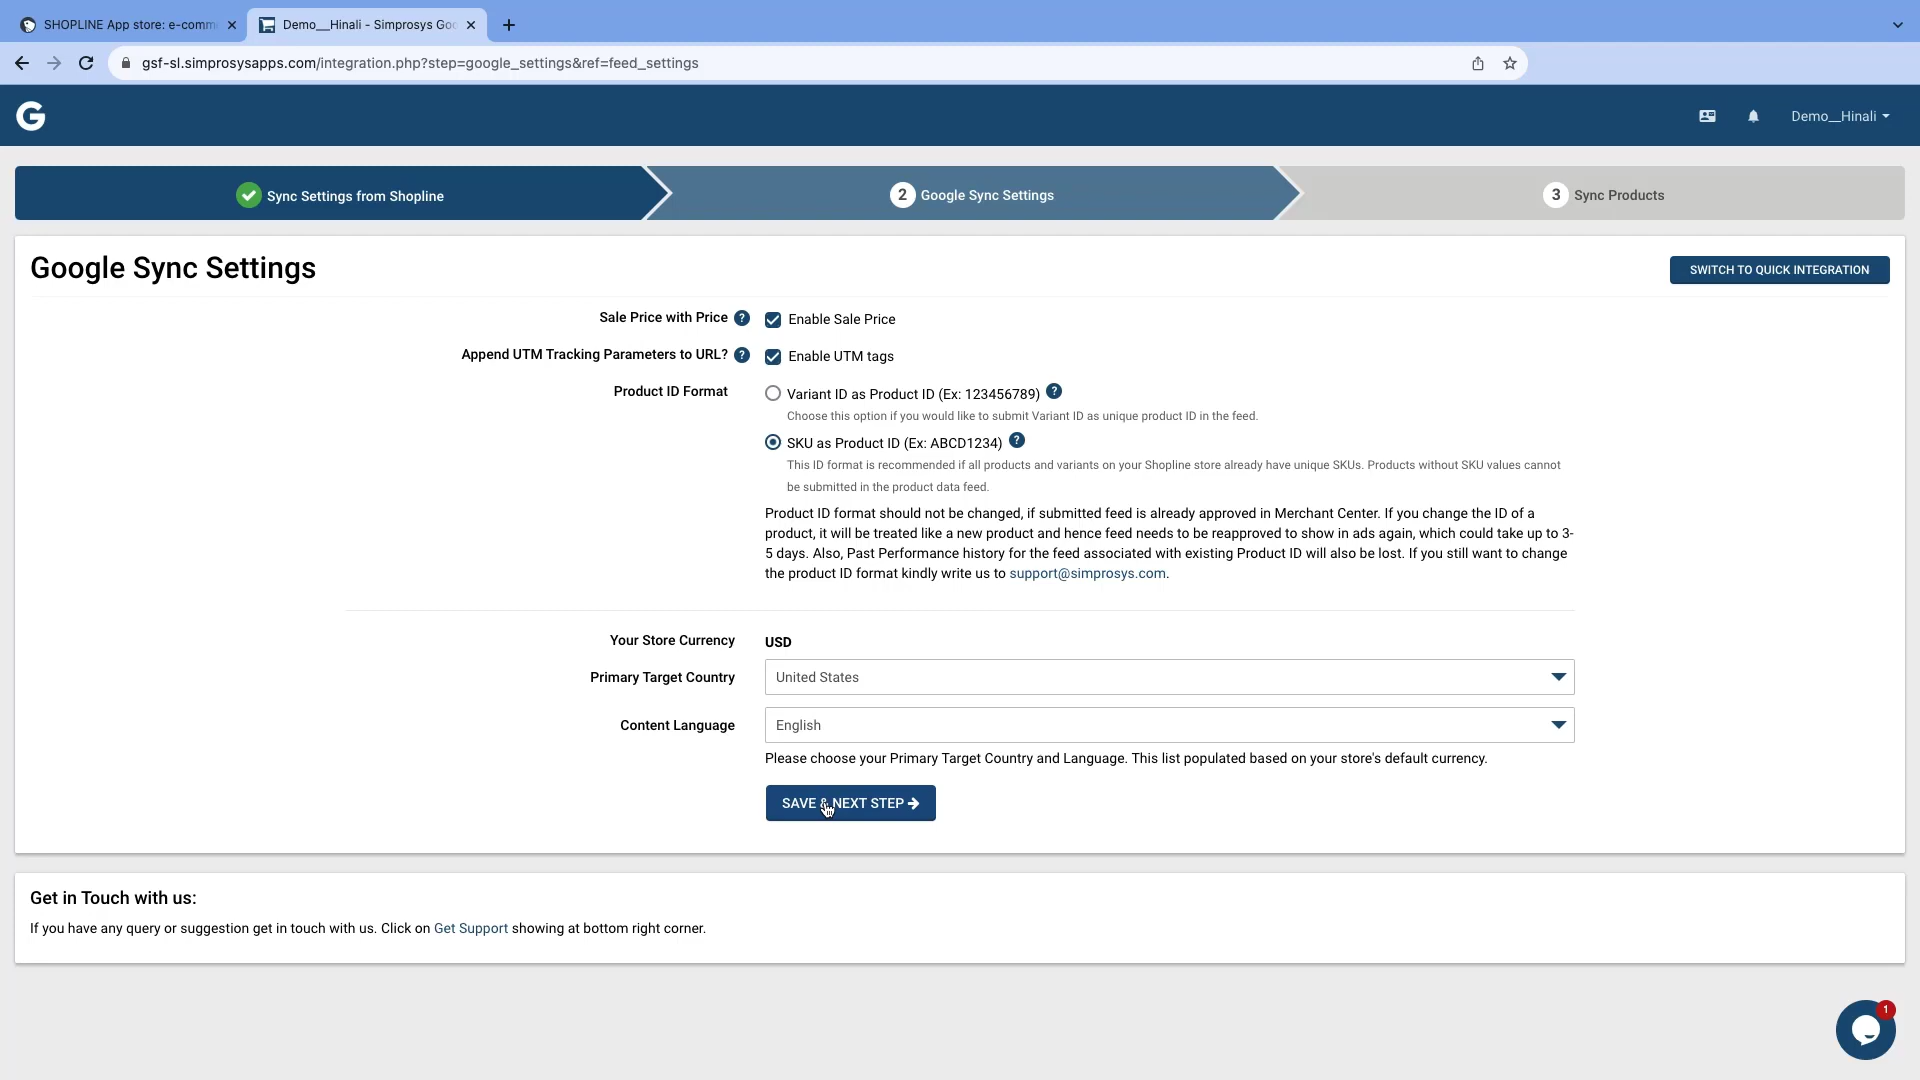 SHOPLINE App store: e-comm
Demo__Hinali - Simprosys Goo
gsf-sl.simprosysapps.com/integration.php?step=google_settings&ref=feed_settings
G
Demo__Hinali
Sync Settings from Shopline
2 Google Sync Settings
3 Sync Products
Google Sync Settings
SWITCH TO QUICK INTEGRATION
Sale Price with Price ? Enable Sale Price
Append UTM Tracking Parameters to URL? ? Enable UTM tags
Product ID Format
Variant ID as Product ID (Ex: 123456789) ?
Choose this option if you would like to submit Variant ID as unique product ID in the feed.
SKU as Product ID (Ex: ABCD1234) ?
This ID format is recommended if all products and variants on your Shopline store already have unique SKUs. Products without SKU values cannot
be submitted in the product data feed.
Product ID format should not be changed, if submitted feed is already approved in Merchant Center. If you change the ID of a
product, it will be treated like a new product and hence feed needs to be reapproved to show in ads again, which could take up to 3-
5 days. Also, Past Performance history for the feed associated with existing Product ID will also be lost. If you still want to change
the product ID format kindly write us to support@simprosys.com.
Your Store Currency USD
Primary Target Country United States
Content Language English
Please choose your Primary Target Country and Language. This list populated based on your store's default currency.
SAVE & NEXT STEP
Get in Touch with us:
If you have any query or suggestion get in touch with us. Click on Get Support showing at bottom right corner.
1